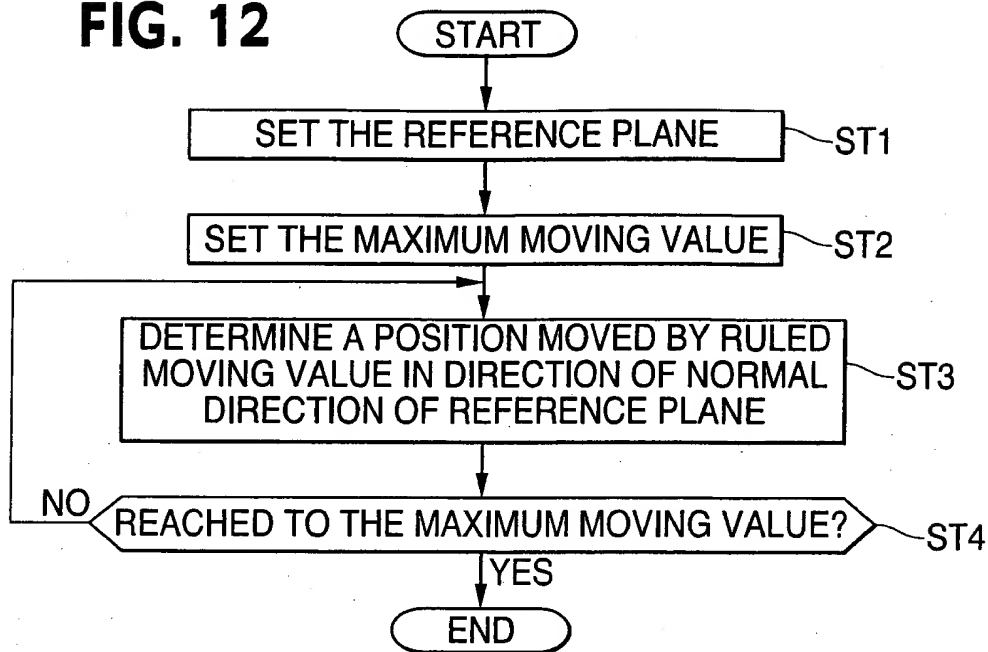 FIG. 12
START
SET THE REFERENCE PLANE
ST1
SET THE MAXIMUM MOVING VALUE
ST2
DETERMINE A POSITION MOVED BY RULED
MOVING VALUE IN DIRECTION OF NORMAL
DIRECTION OF REFERENCE PLANE
ST3
NO
REACHED TO THE MAXIMUM MOVING VALUE?
ST4
YES
END